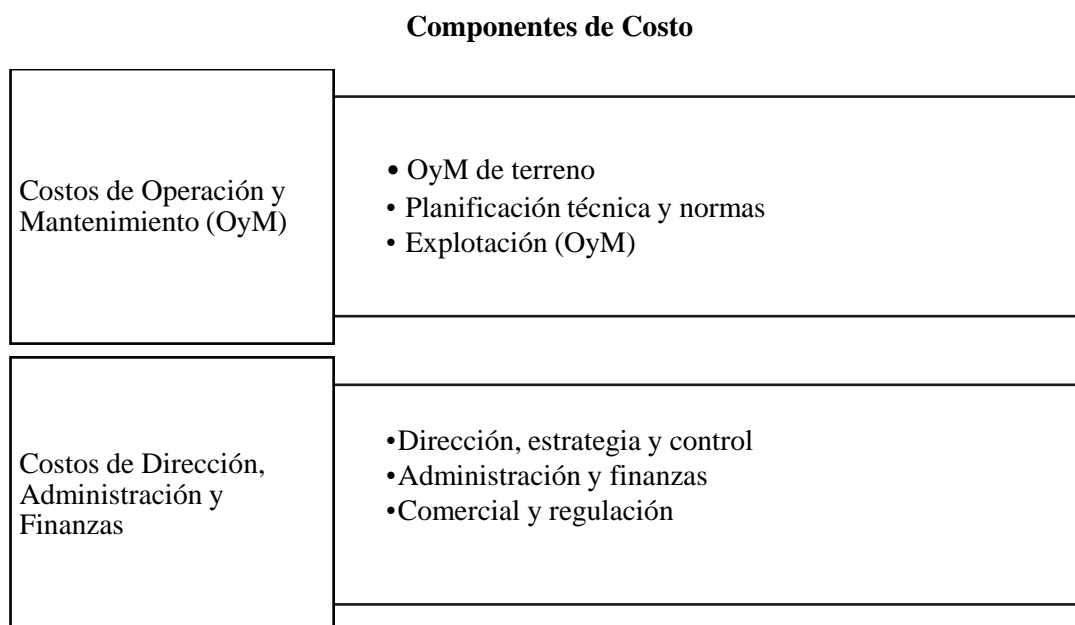 Componentes de Costo
Costos de Operación y
Mantenimiento (OyM)
• OyM de terreno
• Planificación técnica y normas
• Explotación (OyM)
Costos de Dirección,
Administración y
Finanzas
•Dirección, estrategia y control
•Administración y finanzas
•Comercial y regulación